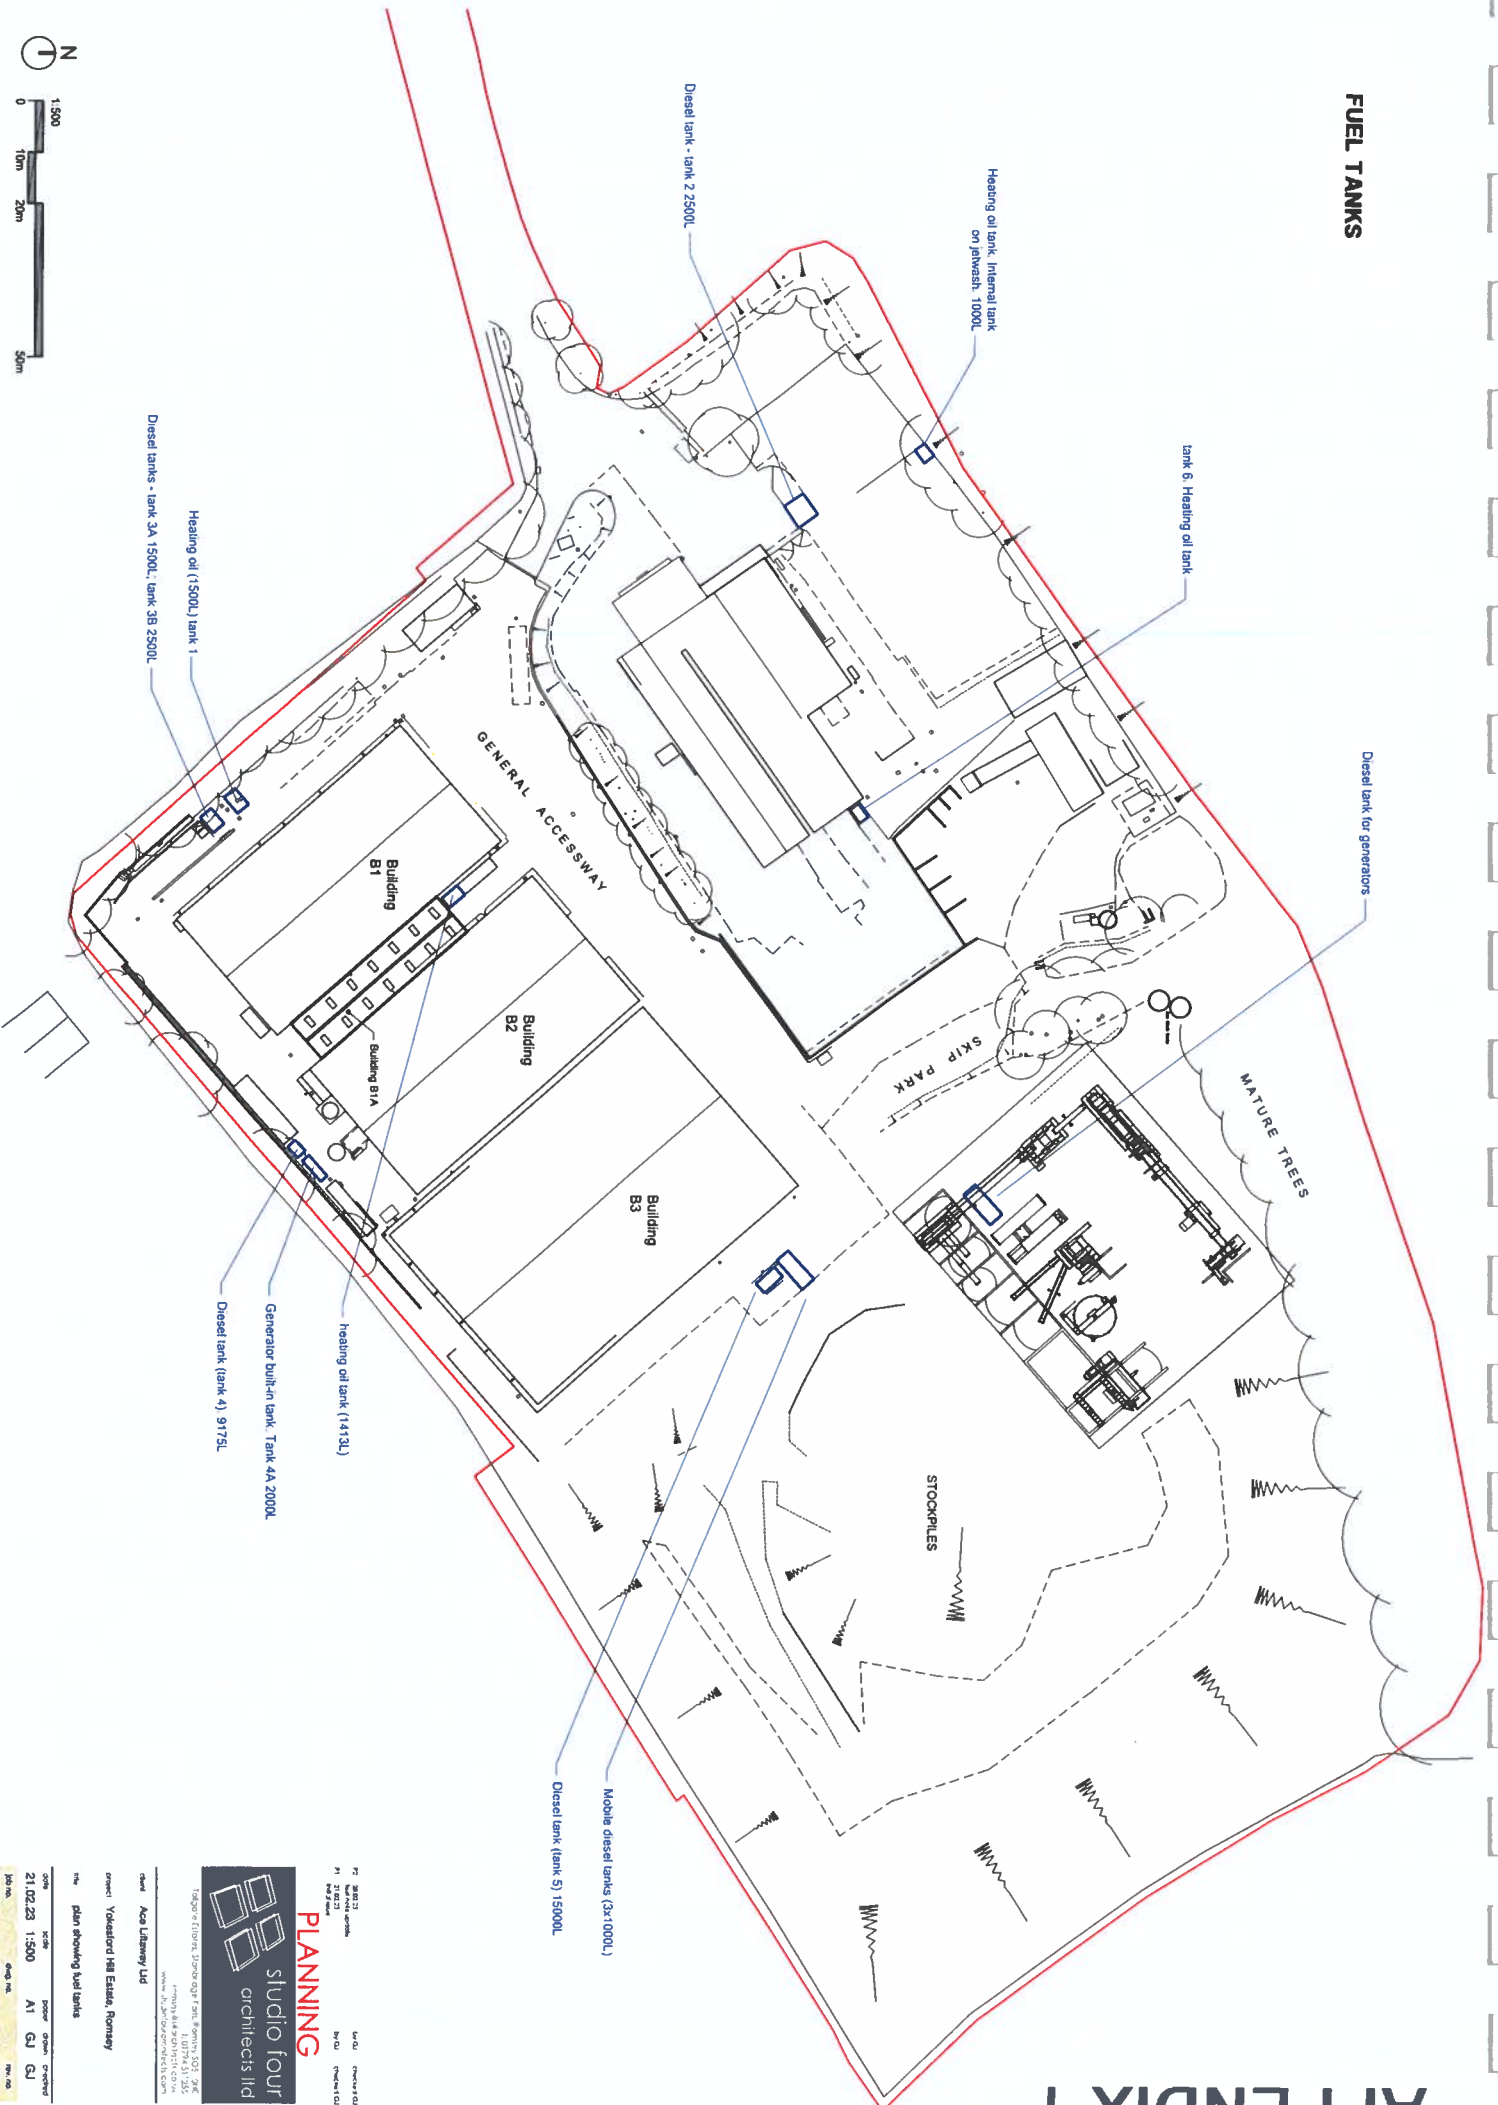 FUEL TANKS
Diesel tank for generators
tank 6. Heating oil tank
Heating oil tank. Internal tank
on jetwash. 1000L
Diesel tank - tank 2 2500L
MATURE TREES
SKIP PARK
STOCKPILES
GENERAL ACCESSWAY
Building
B1
Building
B2
Building
B3
Building B1A
Heating oil (1500L) tank 1
Diesel tanks - tank 3A 1500L; tank 3B 2500L
heating oil tank (1413L)
Generator built-in tank. Tank 4A 2000L
Diesel tank (tank 4). 9175L
Mobile diesel tanks (3x1000L)
Diesel tank (tank 5) 15000L
N
1:500
0 10m 20m 50m
PLANNING
studio four
architects ltd
client Ace Liftaway Ltd
project Yokesford Hill Estate, Romsey
title plan showing fuel tanks
date scale paper drawn checked
21.02.23 1:500 A1 GJ GJ
job no. dwg no. rev. no.